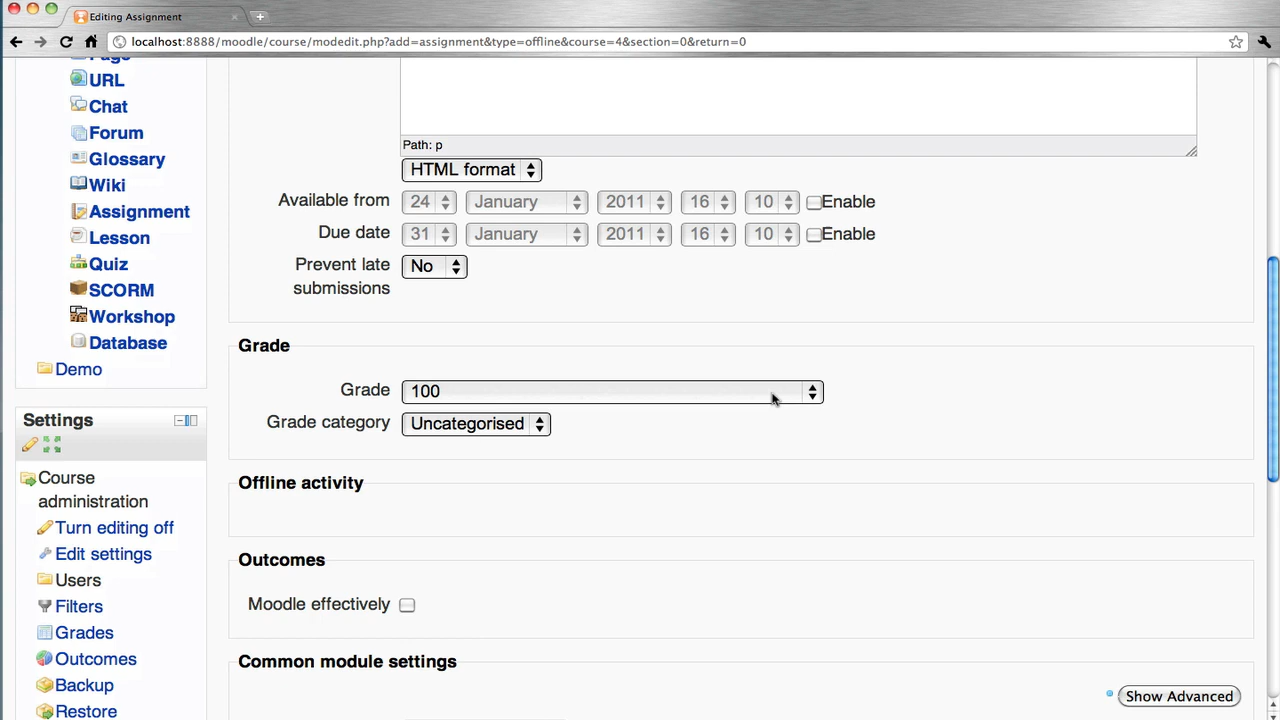 Editing Assignment
localhost:8888/moodle/course/modedit.php?add=assignment&type=offline&course=4&section=0&return=0
Page
URL
Chat
Forum
Glossary
Wiki
Assignment
Lesson
Quiz
SCORM
Workshop
Database
Demo
Settings
Course
administration
Turn editing off
Edit settings
Users
Filters
Grades
Outcomes
Backup
Restore
Path: p
HTML format
Available from 24 January 2011 16 10 Enable
Due date 31 January 2011 16 10 Enable
Prevent late No
submissions
Grade
Grade 100
Grade category Uncategorised
Offline activity
Outcomes
Moodle effectively
Common module settings
Show Advanced